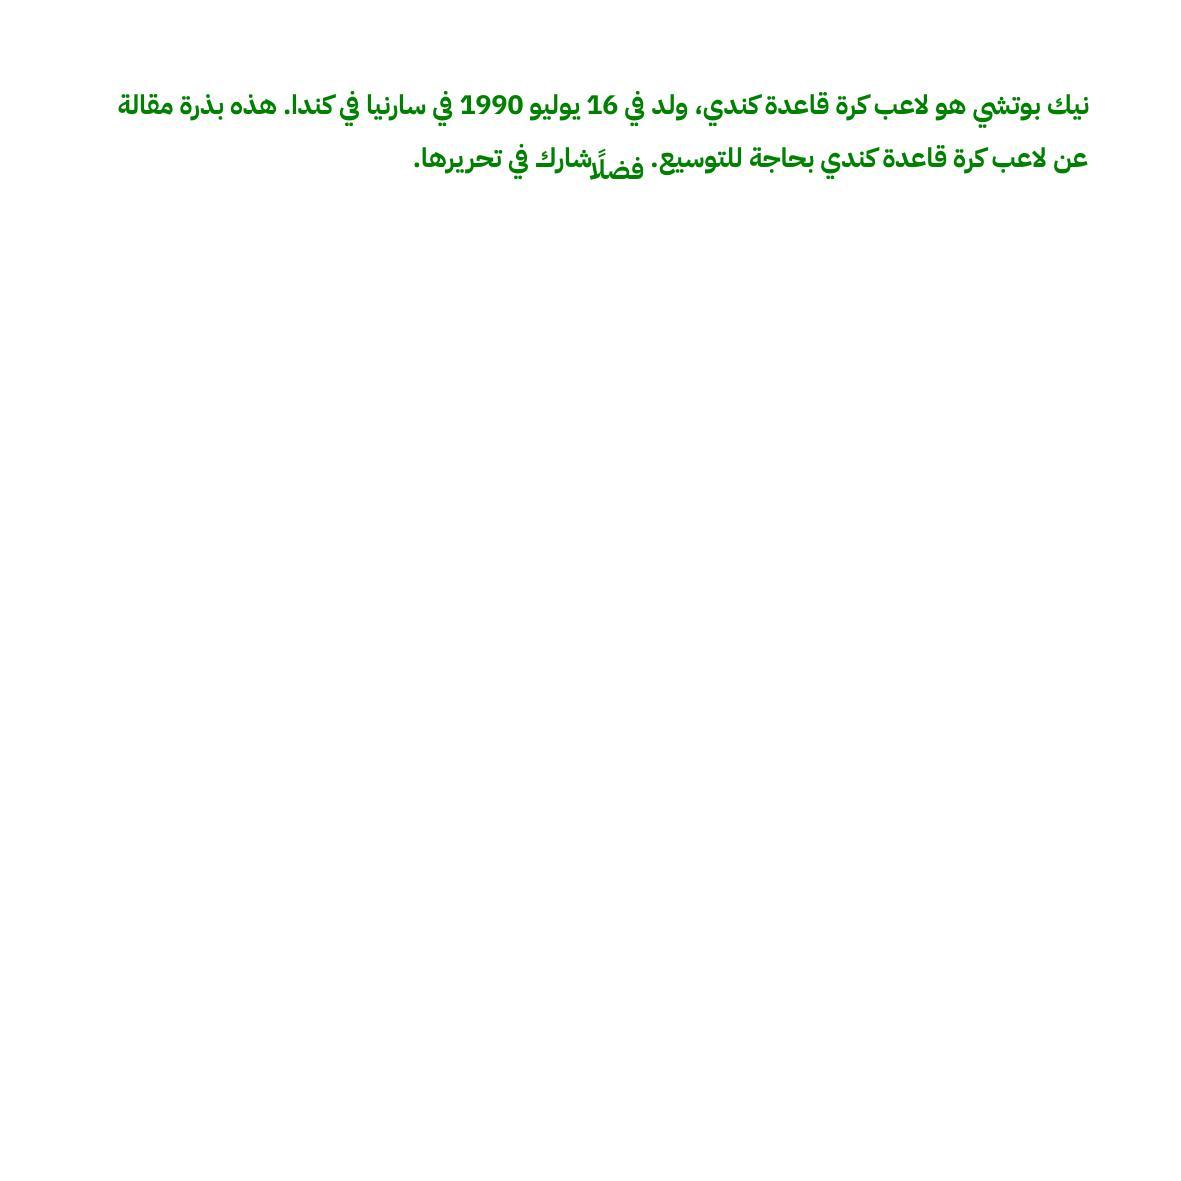 نيك بوتشي هو لاعب كرة قاعدة كندي، ولد في 16 يوليو 1990 في سارنيا في كندا. هذه بذرة مقالة
عن لاعب كرة قاعدة كندي بحاجة للتوسيع. فضلًا شارك في تحريرها.